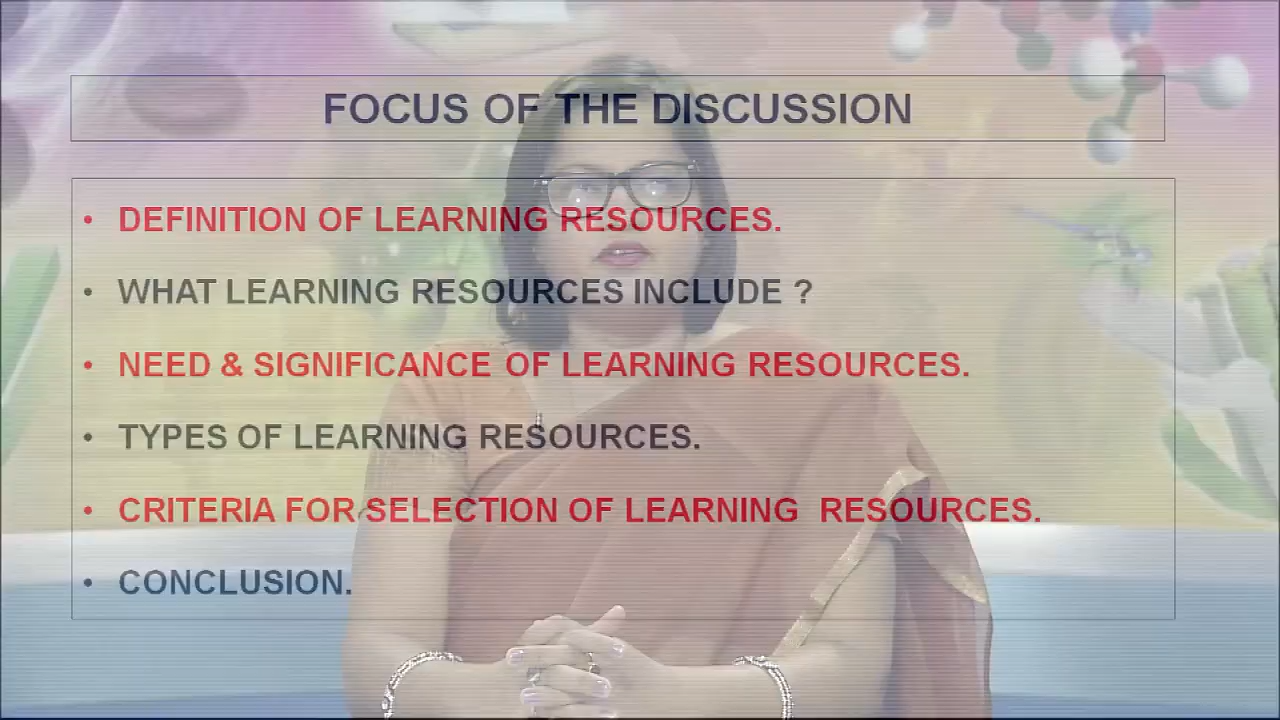 FOCUS OF THE DISCUSSION
• DEFINITION OF LEARNING RESOURCES.
• WHAT LEARNING RESOURCES INCLUDE ?
• NEED & SIGNIFICANCE OF LEARNING RESOURCES.
• TYPES OF LEARNING RESOURCES.
• CRITERIA FOR SELECTION OF LEARNING RESOURCES.
• CONCLUSION.